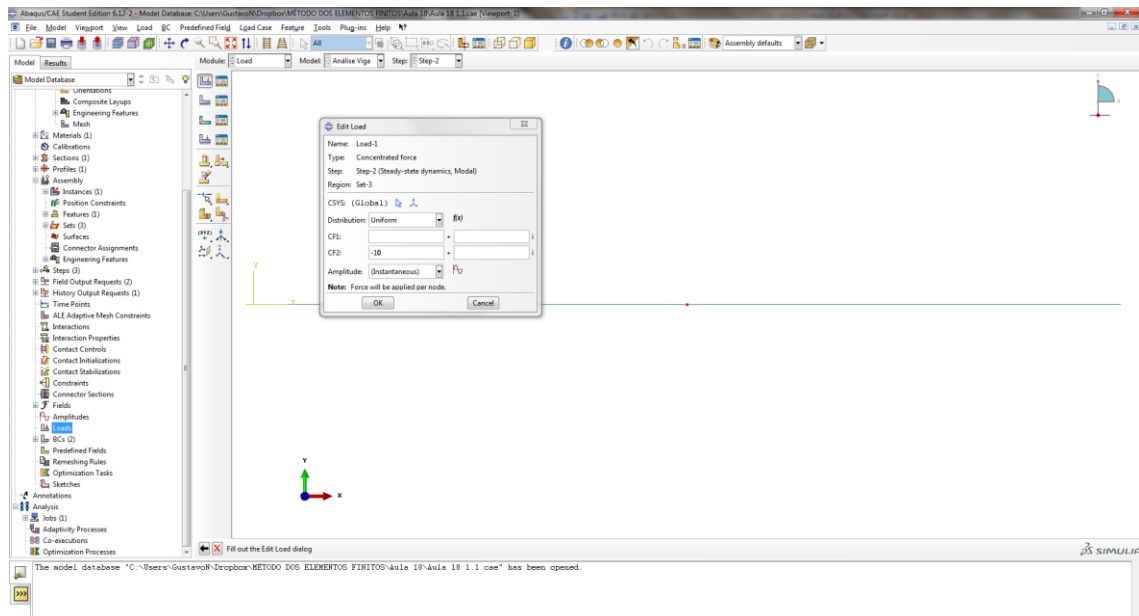 Abaqus/CAE Student Edition 6.12-2 - Model Database: C:\Users\GustavoN\Dropbox\MÉTODO DOS ELEMENTOS FINITOS\Aula 18\Aula 18 1.1.cae [Viewport: 1]
File Model Viewport View Load BC Predefined Field Load Case Feature Tools Plug-ins Help
All Assembly defaults
Model Results Module: Load Model: Análise Viga Step: Step-2
Model Database
Orientations
Composite Layups
Engineering Features
Mesh
Materials (1)
Calibrations
Sections (1)
Profiles (1)
Assembly
Instances (1)
Position Constraints
Features (1)
Sets (3)
Surfaces
Connector Assignments
Engineering Features
Steps (3)
Field Output Requests (2)
History Output Requests (1)
Time Points
ALE Adaptive Mesh Constraints
Interactions
Interaction Properties
Contact Controls
Contact Initializations
Contact Stabilizations
Constraints
Connector Sections
Fields
Amplitudes
Loads
BCs (2)
Predefined Fields
Remeshing Rules
Optimization Tasks
Sketches
Annotations
Analysis
Jobs (1)
Adaptivity Processes
Co-executions
Optimization Processes
(XYZ)
Edit Load
Name: Load-1
Type: Concentrated force
Step: Step-2 (Steady-state dynamics, Modal)
Region: Set-3
CSYS: (Global)
Distribution: Uniform f(x)
CF1: + i
CF2: -10 + i
Amplitude: (Instantaneous)
Note: Force will be applied per node.
OK Cancel
Y
X
Y
X
Fill out the Edit Load dialog
SIMULIA
The model database "C:\Users\GustavoN\Dropbox\MÉTODO DOS ELEMENTOS FINITOS\Aula 18\Aula 18 1.1.cae" has been opened.
>>>